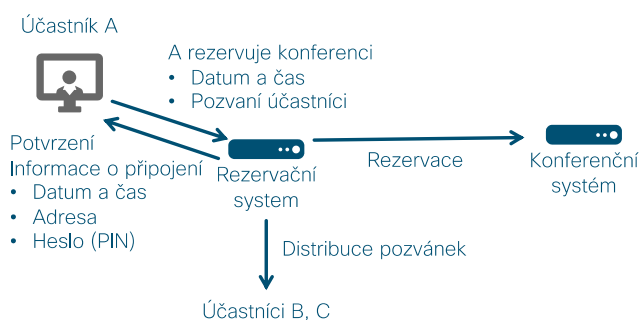 Účastník A
A rezervuje konferenci
• Datum a čas
• Pozvaní účastníci
Potvrzení
Informace o připojení
• Datum a čas
• Adresa
• Heslo (PIN)
Rezervační
system
Rezervace
Konferenční
systém
Distribuce pozvánek
Účastníci B, C